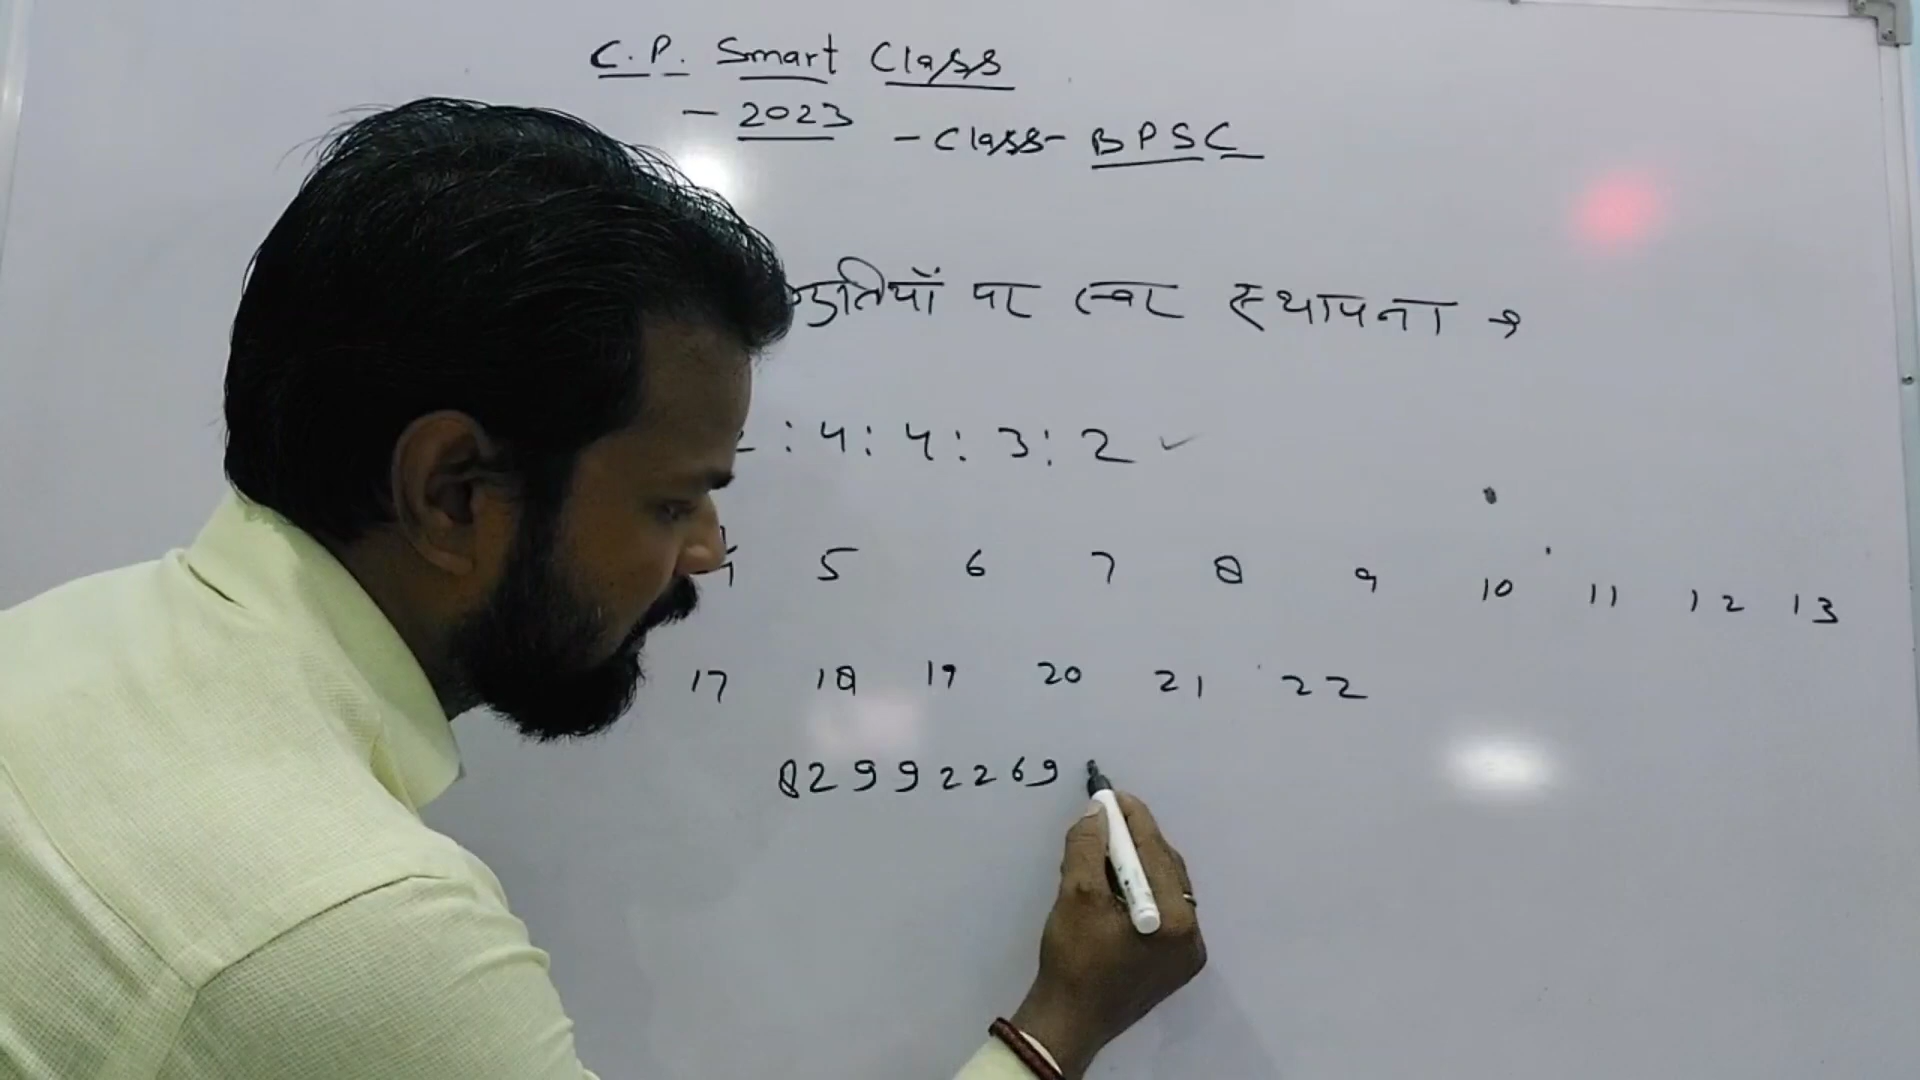 C. P. Smart Class
- 2023 - Class - BPSC
पर स्वर स्थापना →
: 4 : 4 : 3 : 2 ✓
5 6 7 8 9 10 11 12 13
17 18 19 20 21 22
82992269